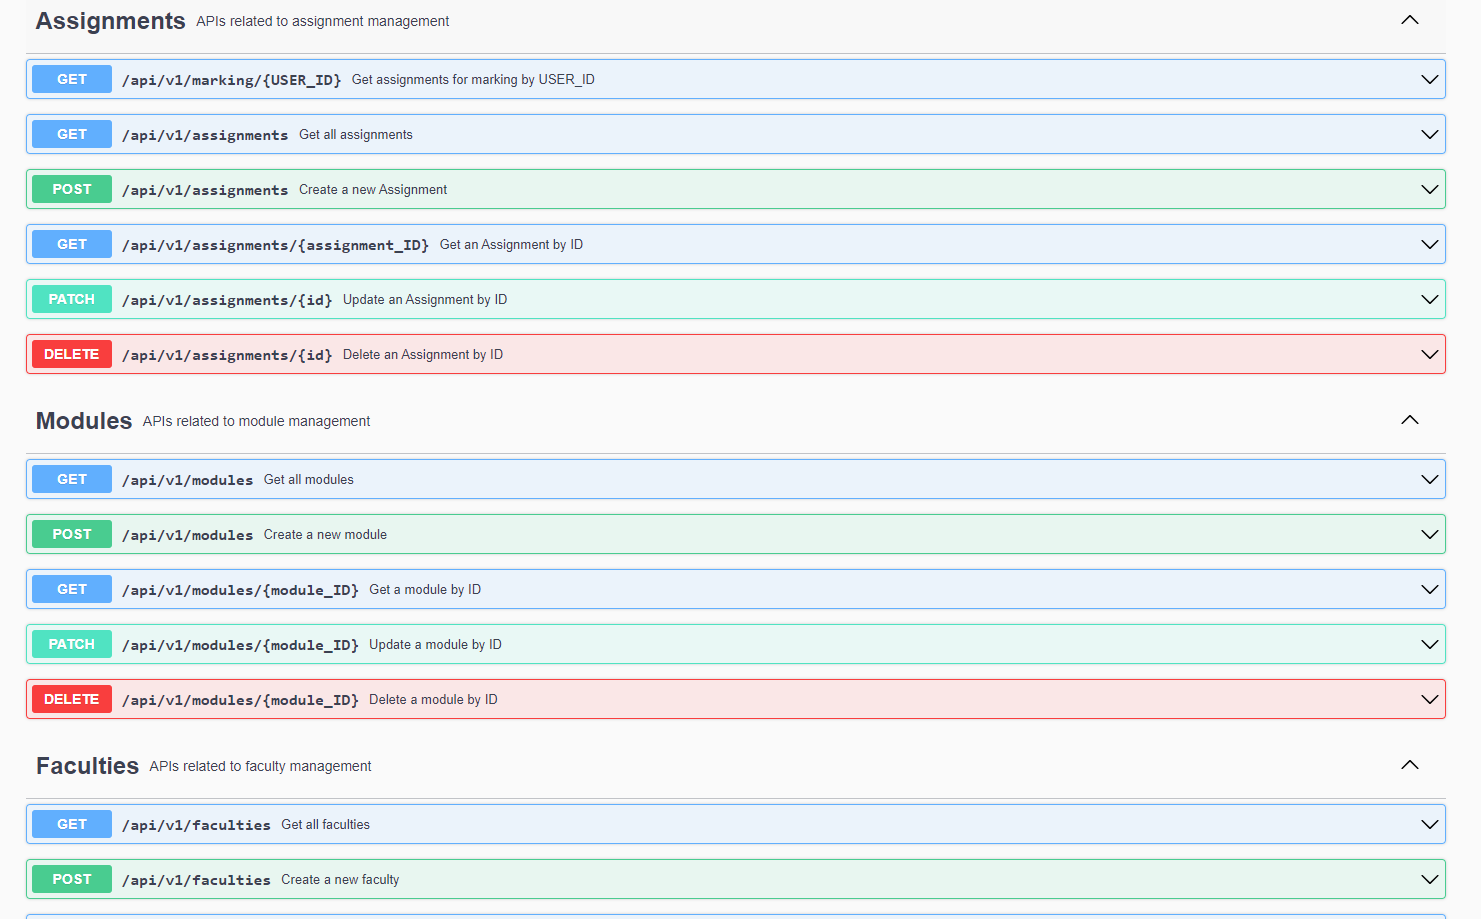 Assignments APIs related to assignment management
GET /api/v1/marking/{USER_ID} Get assignments for marking by USER_ID
GET /api/v1/assignments Get all assignments
POST /api/v1/assignments Create a new Assignment
GET /api/v1/assignments/{assignment_ID} Get an Assignment by ID
PATCH /api/v1/assignments/{id} Update an Assignment by ID
DELETE /api/v1/assignments/{id} Delete an Assignment by ID
Modules APIs related to module management
GET /api/v1/modules Get all modules
POST /api/v1/modules Create a new module
GET /api/v1/modules/{module_ID} Get a module by ID
PATCH /api/v1/modules/{module_ID} Update a module by ID
DELETE /api/v1/modules/{module_ID} Delete a module by ID
Faculties APIs related to faculty management
GET /api/v1/faculties Get all faculties
POST /api/v1/faculties Create a new faculty